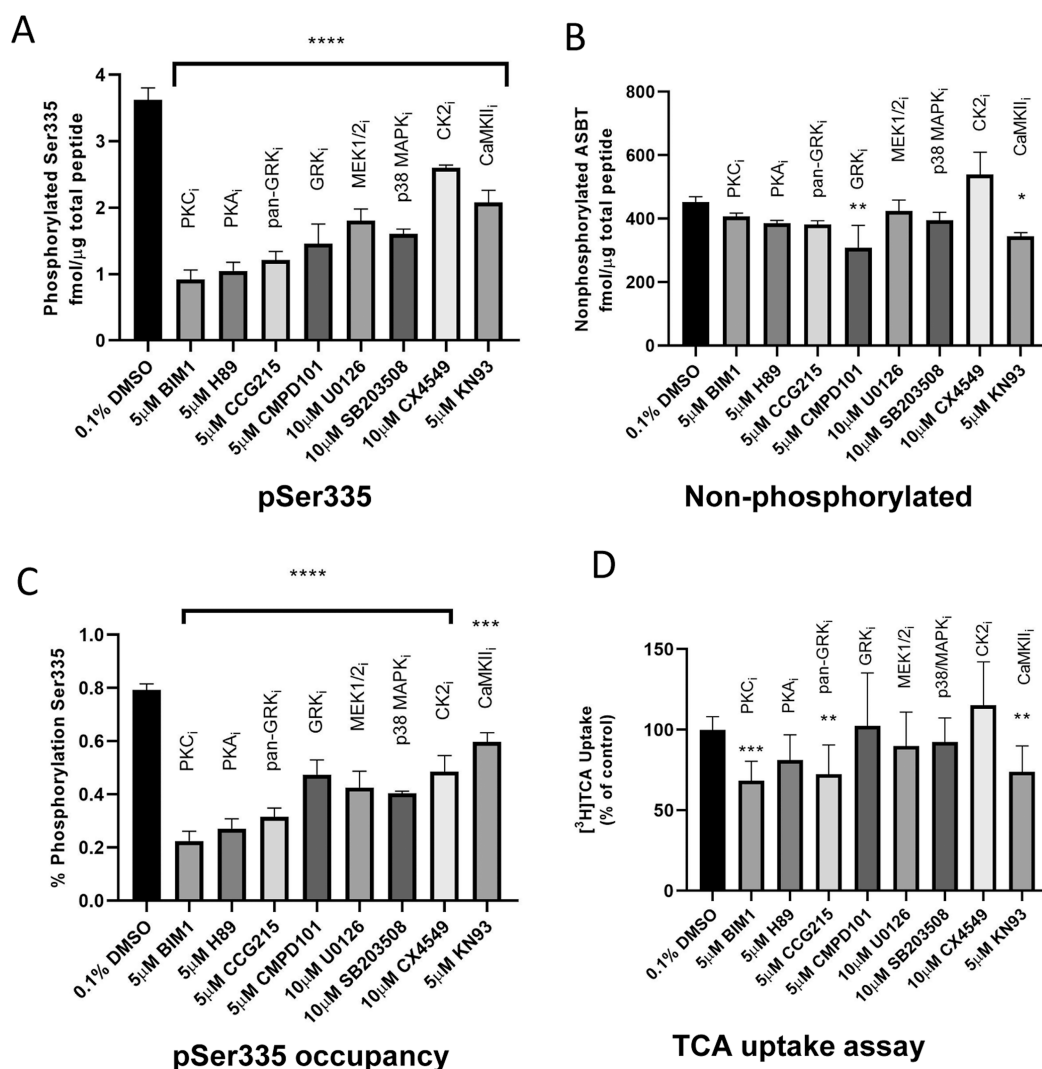 A
****
Phosphorylated Ser335
fmol/μg total peptide
4
3
2
1
0
PKCi
PKAi
pan-GRKi
GRKi
MEK1/2i
p38 MAPKi
CK2i
CaMKIIi
0.1% DMSO
5μM BIM1
5μM H89
5μM CCG215
5μM CMPD101
10μM U0126
10μM SB203508
10μM CX4549
5μM KN93
pSer335
B
Nonphosphorylated ASBT
fmol/μg total peptide
800
600
400
200
0
PKCi
PKAi
pan-GRKi
GRKi
**
MEK1/2i
p38 MAPKi
CK2i
CaMKIIi
*
0.1% DMSO
5μM BIM1
5μM H89
5μM CCG215
5μM CMPD101
10μM U0126
10μM SB203508
10μM CX4549
5μM KN93
Non-phosphorylated
C
****
***
% Phosphorylation Ser335
1.0
0.8
0.6
0.4
0.2
0.0
PKCi
PKAi
pan-GRKi
GRKi
MEK1/2i
p38 MAPKi
CK2i
CaMKIIi
0.1% DMSO
5μM BIM1
5μM H89
5μM CCG215
5μM CMPD101
10μM U0126
10μM SB203508
10μM CX4549
5μM KN93
pSer335 occupancy
D
[³H]TCA Uptake
(% of control)
150
100
50
0
PKCi
***
PKAi
pan-GRKi
**
GRKi
MEK1/2i
p38/MAPKi
CK2i
CaMKIIi
**
0.1% DMSO
5μM BIM1
5μM H89
5μM CCG215
5μM CMPD101
10μM U0126
10μM SB203508
10μM CX4549
5μM KN93
TCA uptake assay